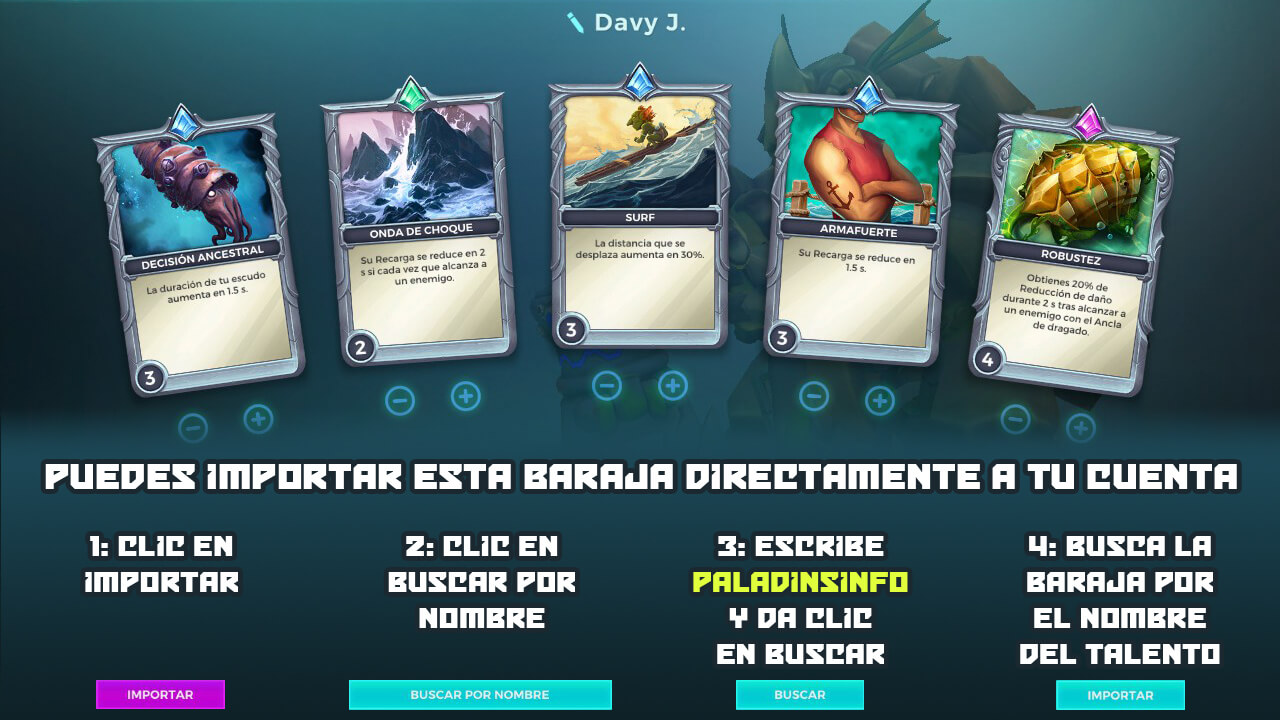 Davy J.
DECISIÓN ANCESTRAL
La duración de tu escudo
aumenta en 1.5 s.
3
ONDA DE CHOQUE
Su Recarga se reduce en 2
s si cada vez que alcanza a
un enemigo.
2
SURF
La distancia que se
desplaza aumenta en 30%.
3
ARMAFUERTE
Su Recarga se reduce en
1.5 s.
3
ROBUSTEZ
Obtienes 20% de
Reducción de daño
durante 2 s tras alcanzar a
un enemigo con el Ancla
de dragado.
4
PUEDES IMPORTAR ESTA BARAJA DIRECTAMENTE A TU CUENTA
1: CLIC EN
IMPORTAR
IMPORTAR
2: CLIC EN
BUSCAR POR
NOMBRE
BUSCAR POR NOMBRE
3: ESCRIBE
PALADINSINFO
Y DA CLIC
EN BUSCAR
BUSCAR
4: BUSCA LA
BARAJA POR
EL NOMBRE
DEL TALENTO
IMPORTAR